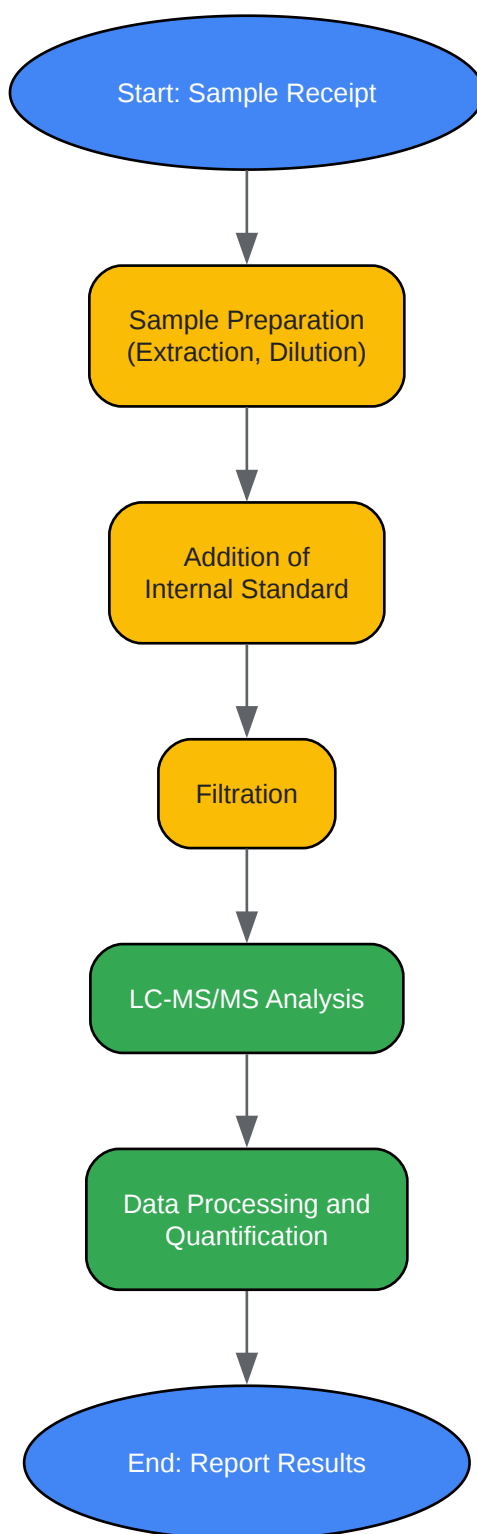 Start: Sample Receipt
Sample Preparation
(Extraction, Dilution)
Addition of
Internal Standard
Filtration
LC-MS/MS Analysis
Data Processing and
Quantification
End: Report Results